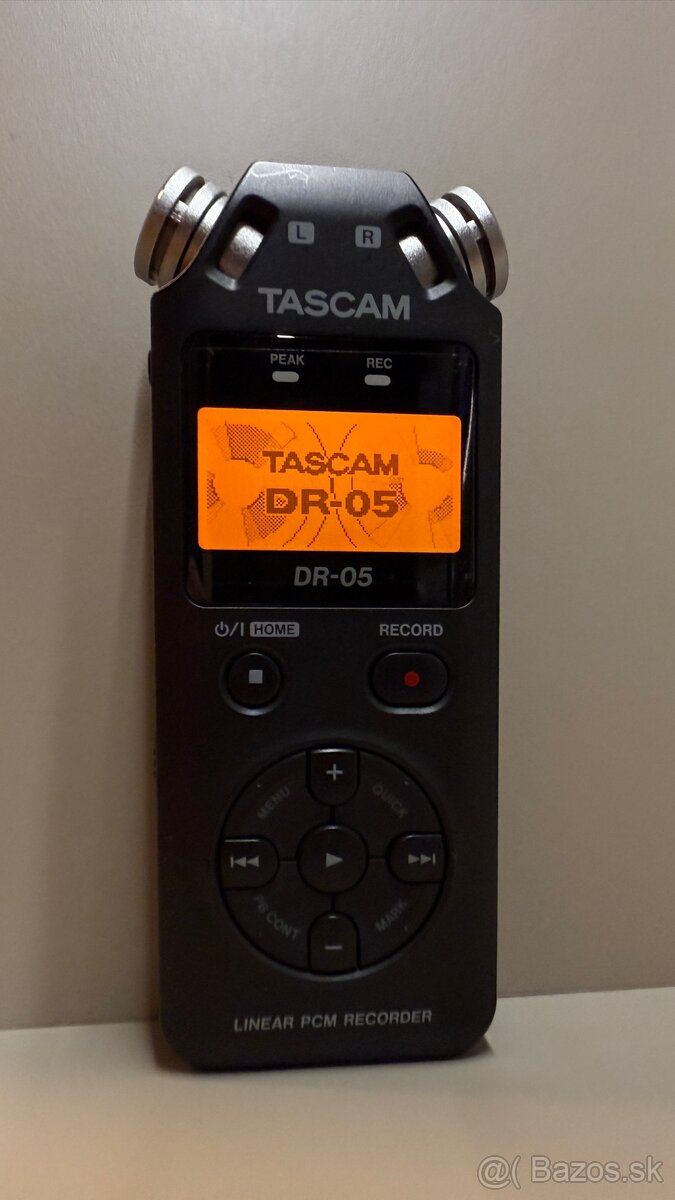 L R
TASCAM
PEAK REC
TASCAM
DR-05
DR-05
⏻/I HOME RECORD
+
MENU QUICK
PB CONT MARK
−
LINEAR PCM RECORDER
@( Bazos.sk